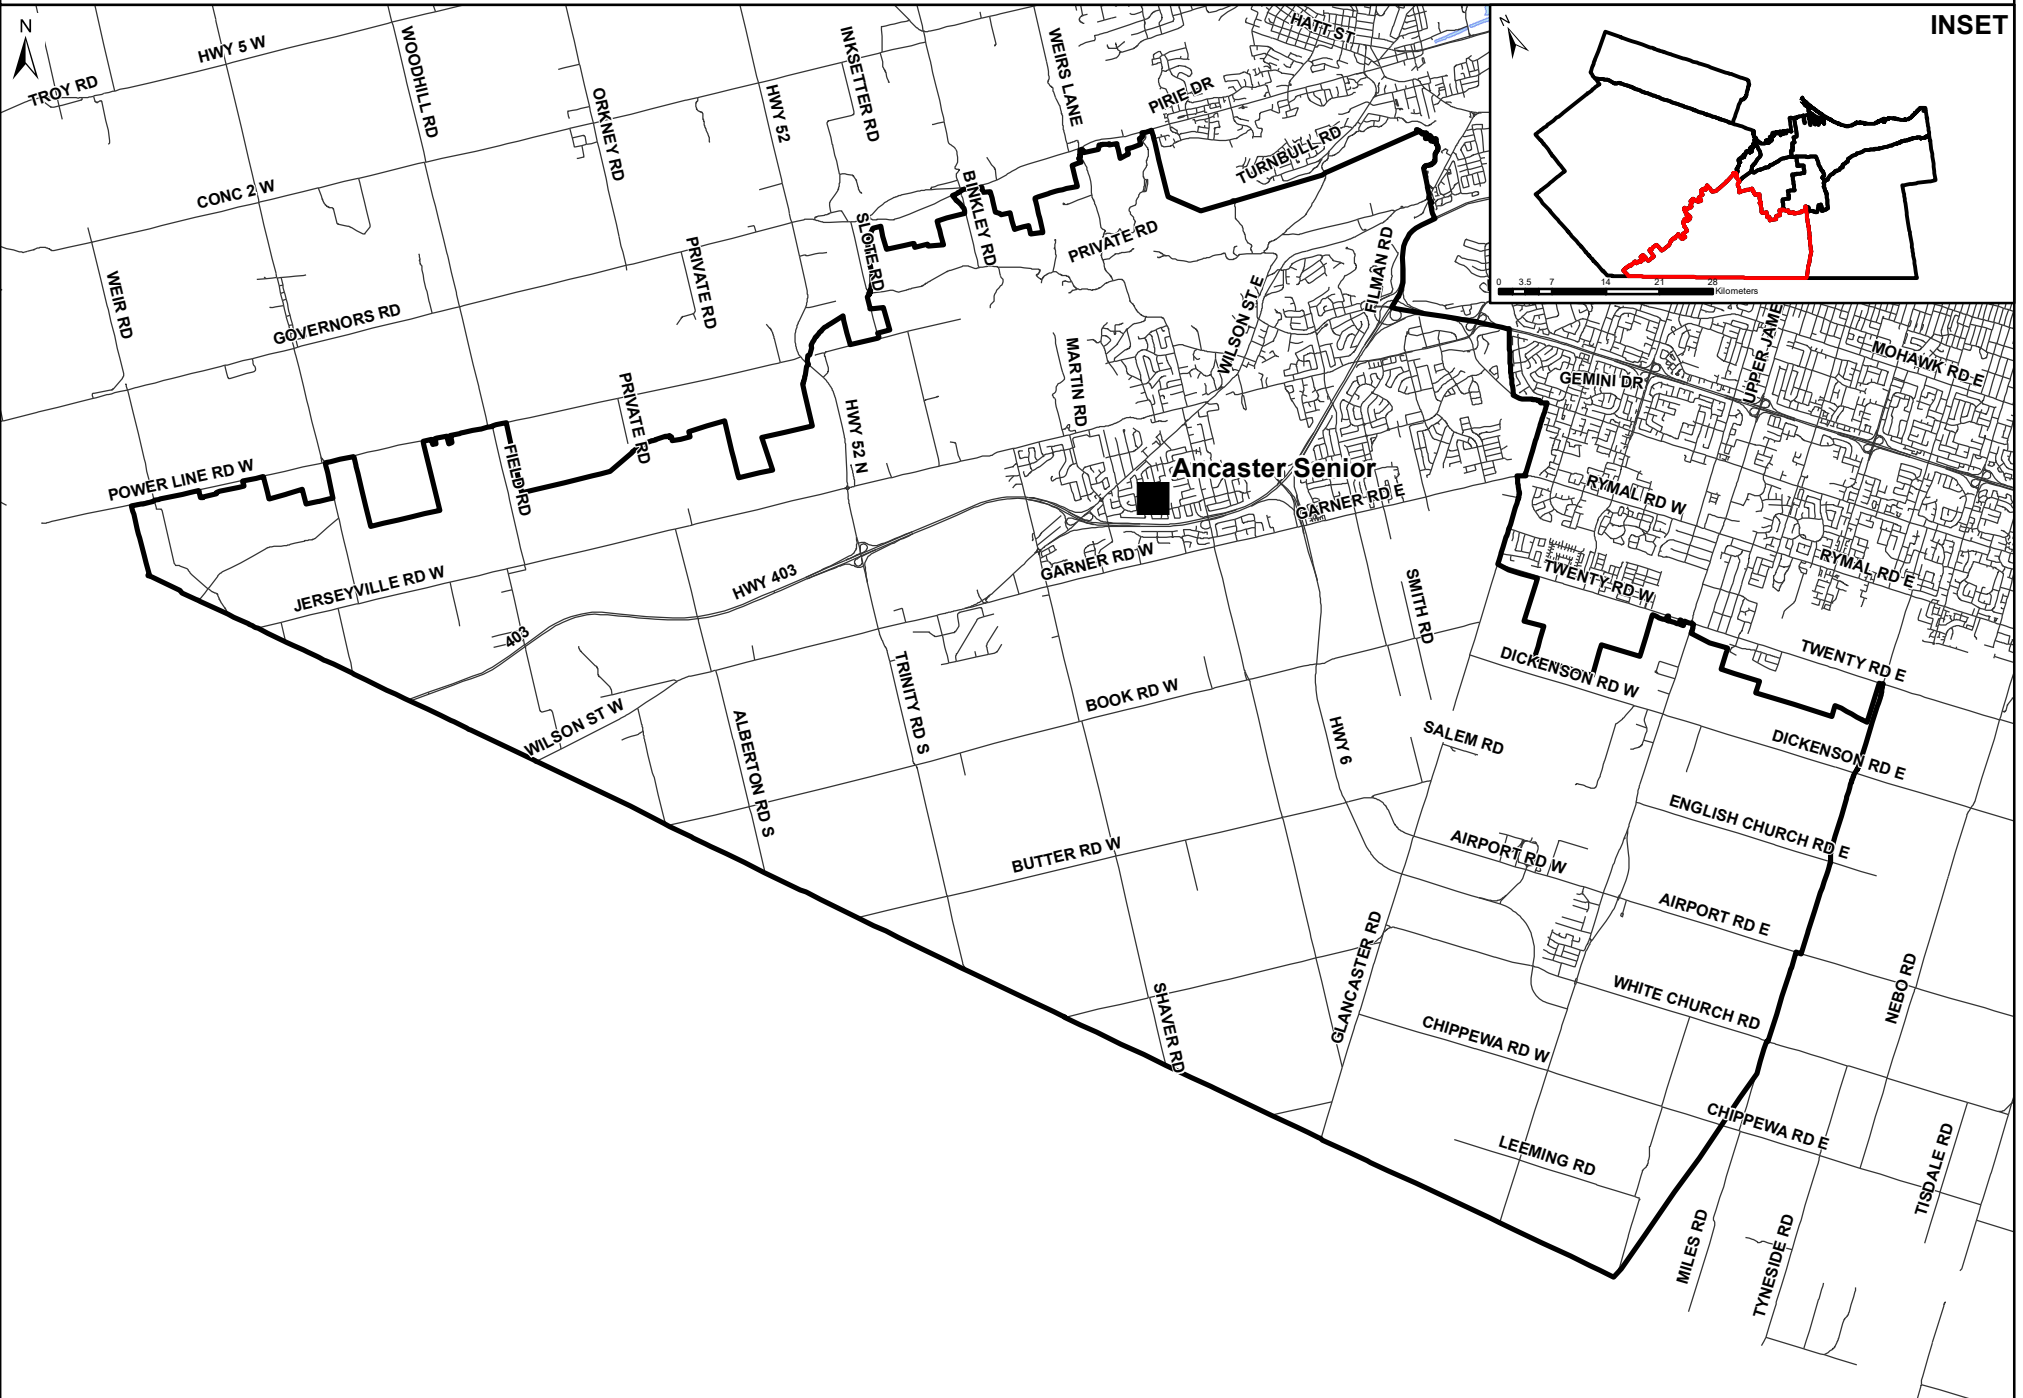 N
HWY 5 W
TROY RD
WOODHILL RD
ORKNEY RD
HWY 52
INKSETTER RD
WEIRS LANE
HATT ST
PIRIE DR
TURNBULL RD
N
INSET
0 3.5 7 14 21 28
Kilometers
CONC 2 W
BINKLEY RD
SLOTE RD
PRIVATE RD
PRIVATE RD
FILMAN RD
WEIR RD
GOVERNORS RD
WILSON ST E
MARTIN RD
UPPER JAME
MOHAWK RD E
GEMINI DR
PRIVATE RD
HWY 52 N
FIELD RD
POWER LINE RD W
Ancaster Senior
GARNER RD E
RYMAL RD W
RYMAL RD E
JERSEYVILLE RD W
HWY 403
GARNER RD W
SMITH RD
TWENTY RD W
403
TRINITY RD S
DICKENSON RD W
TWENTY RD E
WILSON ST W
ALBERTON RD S
BOOK RD W
HWY 6
SALEM RD
DICKENSON RD E
ENGLISH CHURCH RD E
BUTTER RD W
AIRPORT RD W
AIRPORT RD E
GLANCASTER RD
SHAVER RD
WHITE CHURCH RD
NEBO RD
CHIPPEWA RD W
CHIPPEWA RD E
LEEMING RD
TISDALE RD
MILES RD
TYNESIDE RD